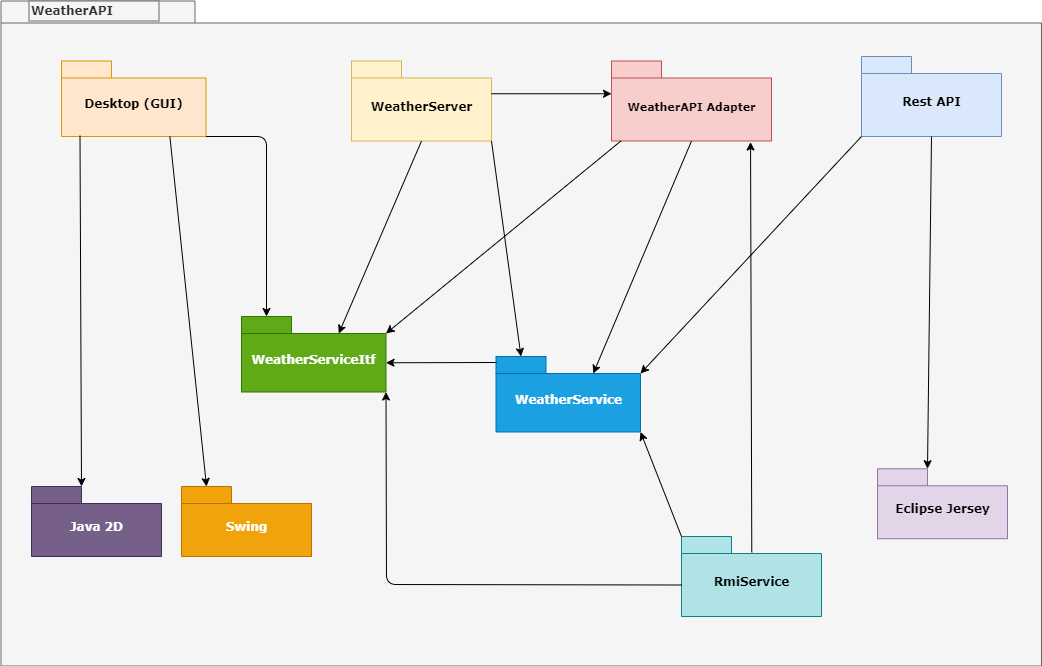 WeatherAPI
Desktop (GUI)
WeatherServer
WeatherAPI Adapter
Rest API
WeatherServiceItf
WeatherService
Java 2D
Swing
Eclipse Jersey
RmiService